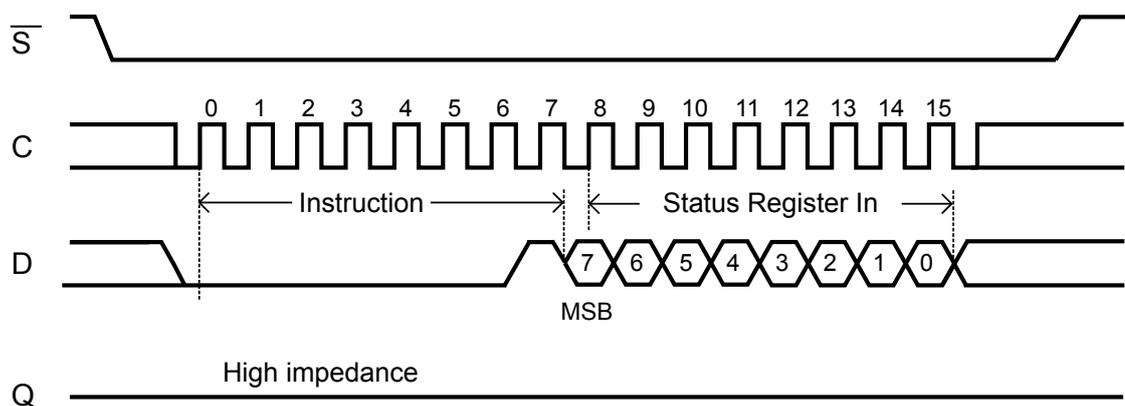 S
0 1 2 3 4 5 6 7 8 9 10 11 12 13 14 15
C
Instruction Status Register In
D 7 6 5 4 3 2 1 0
MSB
High impedance
Q